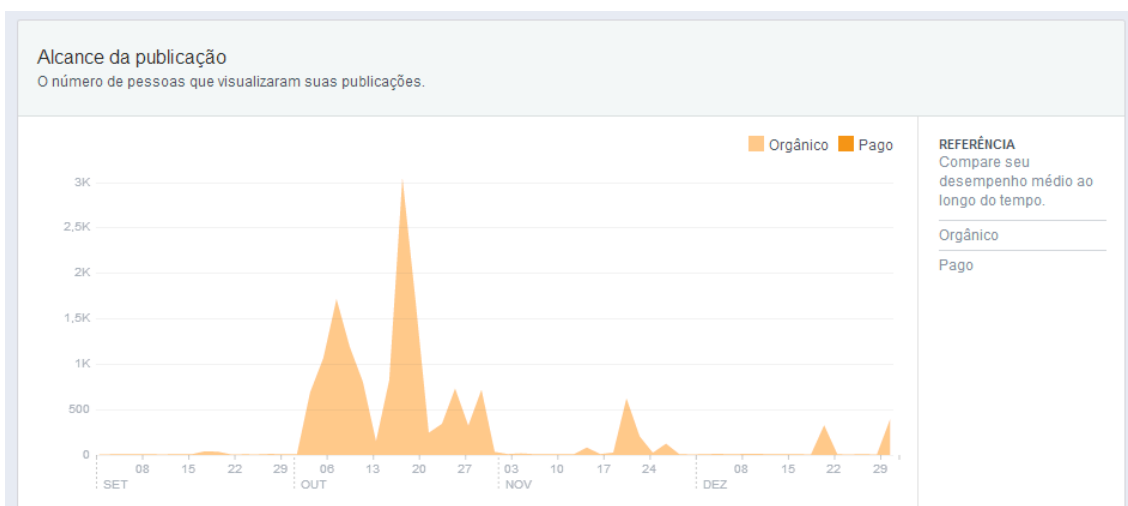 Alcance da publicação
O número de pessoas que visualizaram suas publicações.
Orgânico Pago
3K
2,5K
2K
1,5K
1K
500
0
08 15 22 29 06 13 20 27 03 10 17 24 08 15 22 29
SET OUT NOV DEZ
REFERÊNCIA
Compare seu
desempenho médio ao
longo do tempo.
Orgânico
Pago